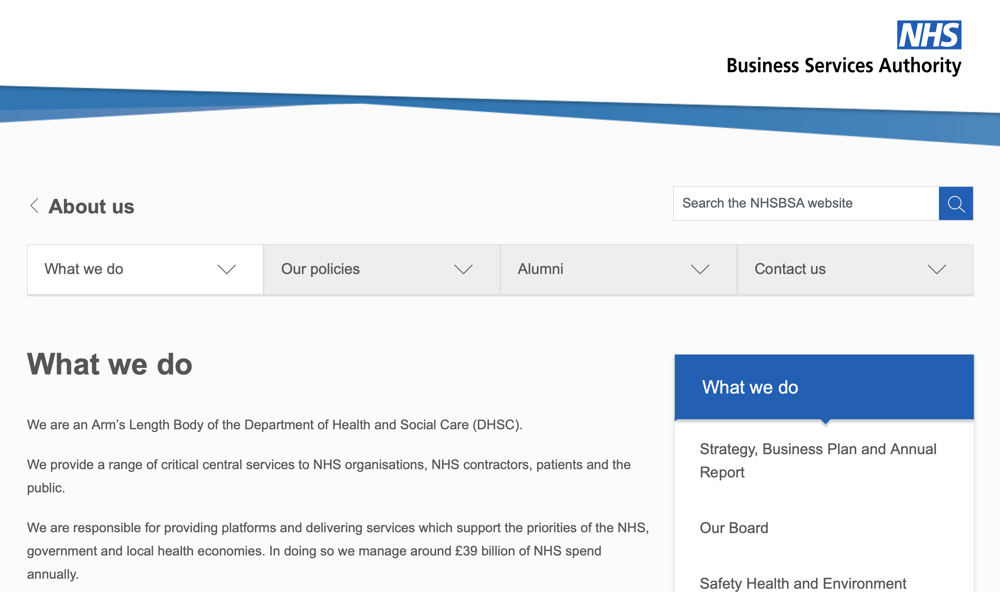 NHS
Business Services Authority
About us
Search the NHSBSA website
What we do
Our policies
Alumni
Contact us
What we do
We are an Arm’s Length Body of the Department of Health and Social Care (DHSC).
We provide a range of critical central services to NHS organisations, NHS contractors, patients and the
public.
We are responsible for providing platforms and delivering services which support the priorities of the NHS,
government and local health economies. In doing so we manage around £39 billion of NHS spend
annually.
What we do
Strategy, Business Plan and Annual
Report
Our Board
Safety Health and Environment